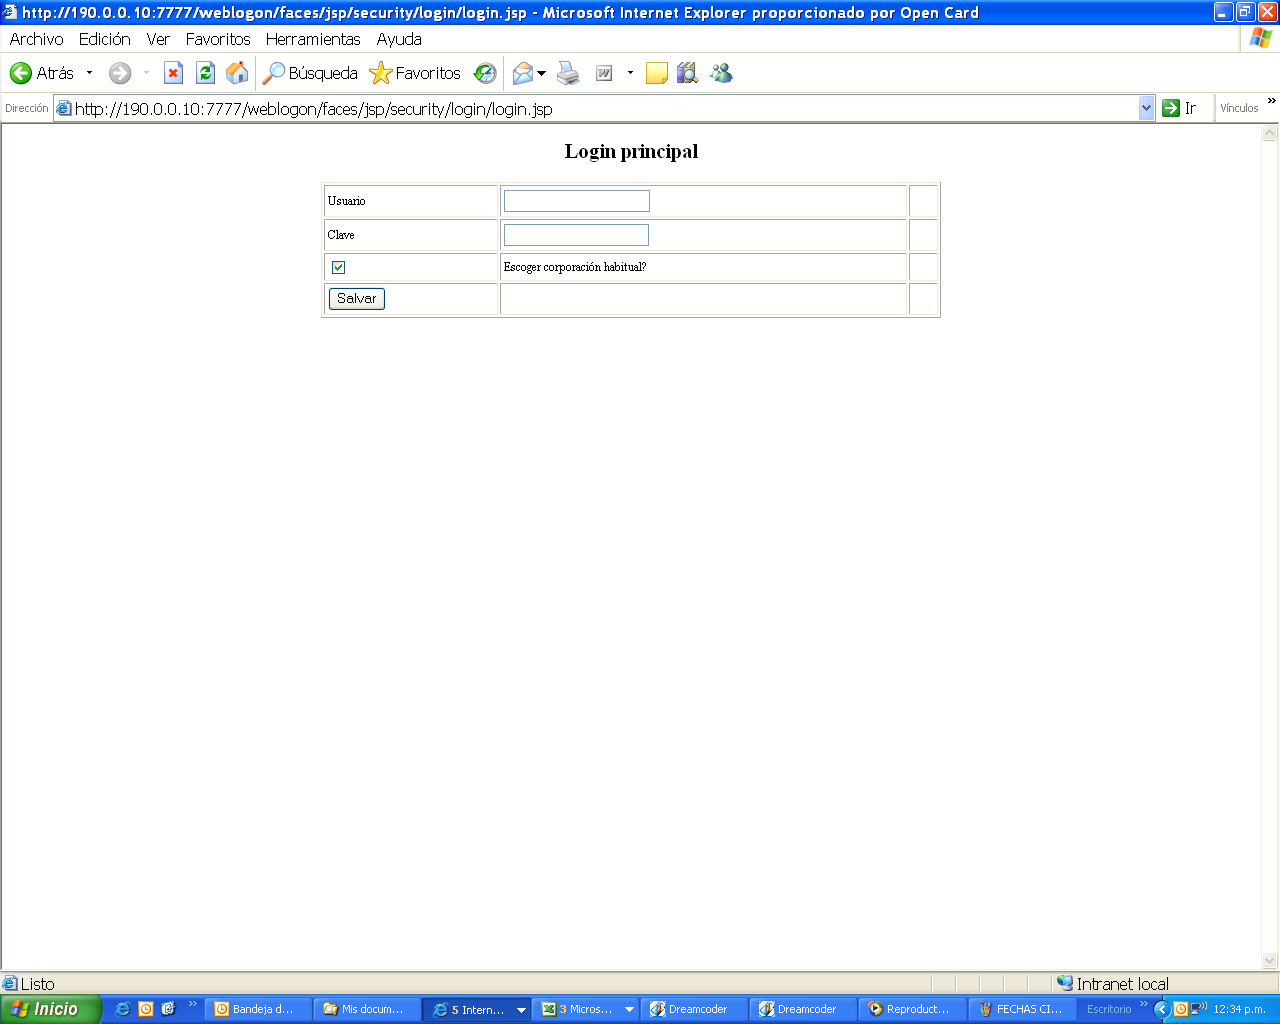 http://190.0.0.10:7777/weblogon/faces/jsp/security/login/login.jsp - Microsoft Internet Explorer proporcionado por Open Card
Archivo Edición Ver Favoritos Herramientas Ayuda
Atrás Búsqueda Favoritos W
Dirección http://190.0.0.10:7777/weblogon/faces/jsp/security/login/login.jsp Ir Vínculos »
Login principal
Usuario
Clave
Escoger corporación habitual?
Salvar
Listo Intranet local
Inicio » Bandeja d... Mis docum... 5 Intern... 3 Micros... Dreamcoder Dreamcoder Reproduct... FECHAS CI... Escritorio » 12:34 p.m.